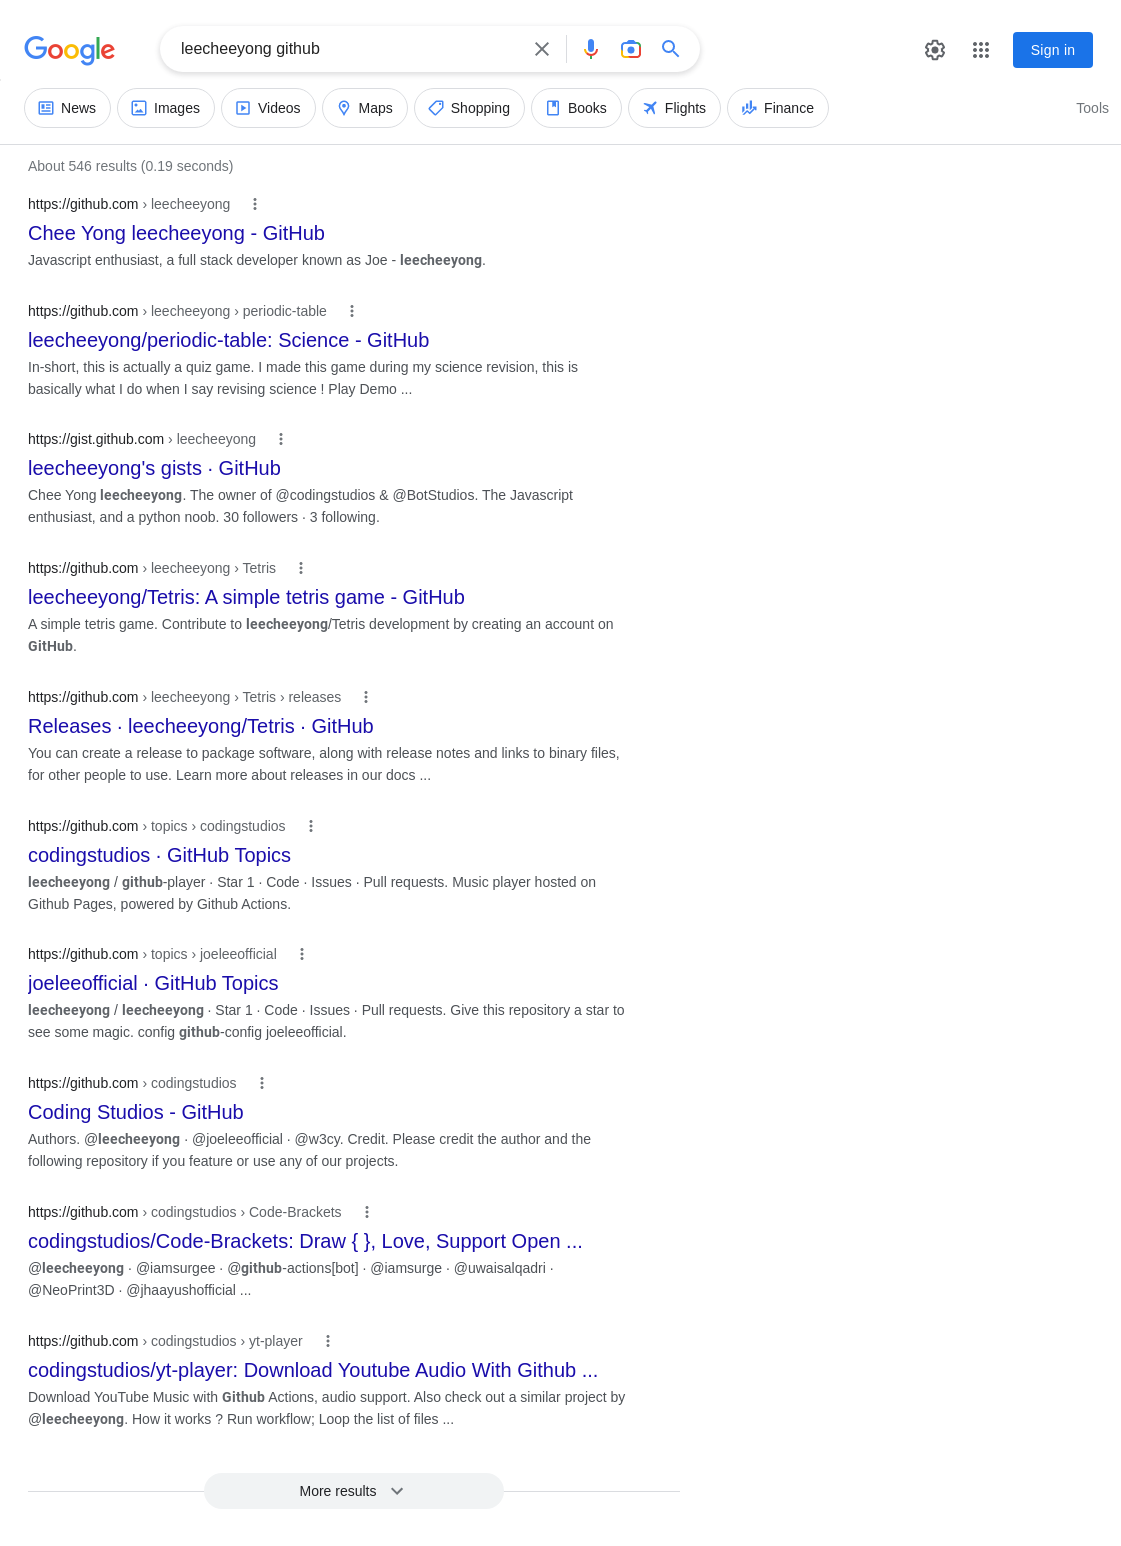 Google
leecheeyong github
Sign in
News Images Videos Maps Shopping Books Flights Finance Tools
About 546 results (0.19 seconds)
https://github.com › leecheeyong
Chee Yong leecheeyong - GitHub
Javascript enthusiast, a full stack developer known as Joe - leecheeyong.
https://github.com › leecheeyong › periodic-table
leecheeyong/periodic-table: Science - GitHub
In-short, this is actually a quiz game. I made this game during my science revision, this is
basically what I do when I say revising science ! Play Demo ...
https://gist.github.com › leecheeyong
leecheeyong's gists · GitHub
Chee Yong leecheeyong. The owner of @codingstudios & @BotStudios. The Javascript
enthusiast, and a python noob. 30 followers · 3 following.
https://github.com › leecheeyong › Tetris
leecheeyong/Tetris: A simple tetris game - GitHub
A simple tetris game. Contribute to leecheeyong/Tetris development by creating an account on
GitHub.
https://github.com › leecheeyong › Tetris › releases
Releases · leecheeyong/Tetris · GitHub
You can create a release to package software, along with release notes and links to binary files,
for other people to use. Learn more about releases in our docs ...
https://github.com › topics › codingstudios
codingstudios · GitHub Topics
leecheeyong / github-player · Star 1 · Code · Issues · Pull requests. Music player hosted on
Github Pages, powered by Github Actions.
https://github.com › topics › joeleeofficial
joeleeofficial · GitHub Topics
leecheeyong / leecheeyong · Star 1 · Code · Issues · Pull requests. Give this repository a star to
see some magic. config github-config joeleeofficial.
https://github.com › codingstudios
Coding Studios - GitHub
Authors. @leecheeyong · @joeleeofficial · @w3cy. Credit. Please credit the author and the
following repository if you feature or use any of our projects.
https://github.com › codingstudios › Code-Brackets
codingstudios/Code-Brackets: Draw { }, Love, Support Open ...
@leecheeyong · @iamsurgee · @github-actions[bot] · @iamsurge · @uwaisalqadri ·
@NeoPrint3D · @jhaayushofficial ...
https://github.com › codingstudios › yt-player
codingstudios/yt-player: Download Youtube Audio With Github ...
Download YouTube Music with Github Actions, audio support. Also check out a similar project by
@leecheeyong. How it works ? Run workflow; Loop the list of files ...
More results